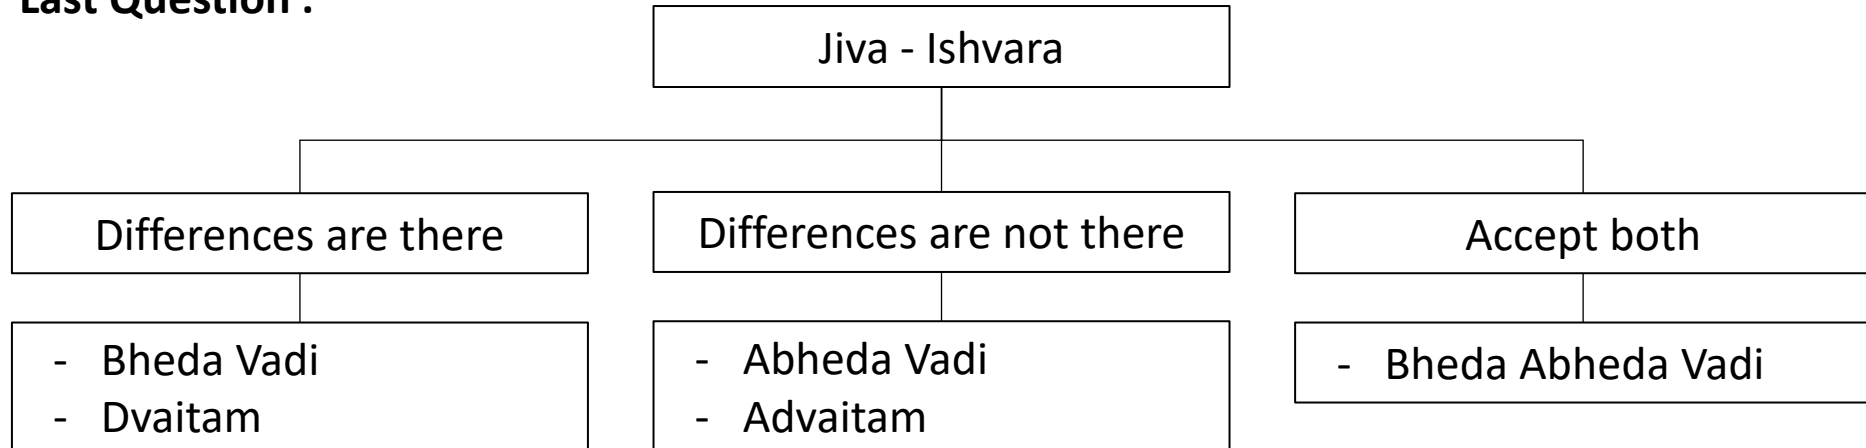 Last Question :
Jiva - Ishvara
Differences are there
Differences are not there
Accept both
- Bheda Vadi
- Dvaitam
- Abheda Vadi
- Advaitam
- Bheda Abheda Vadi